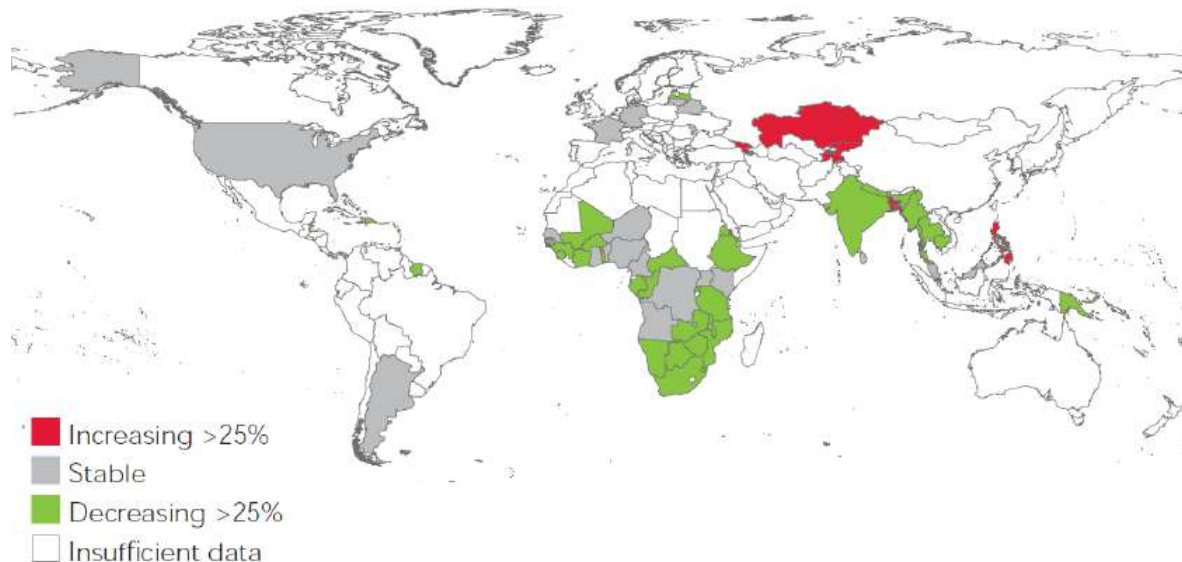 Increasing >25%
Stable
Decreasing >25%
Insufficient data